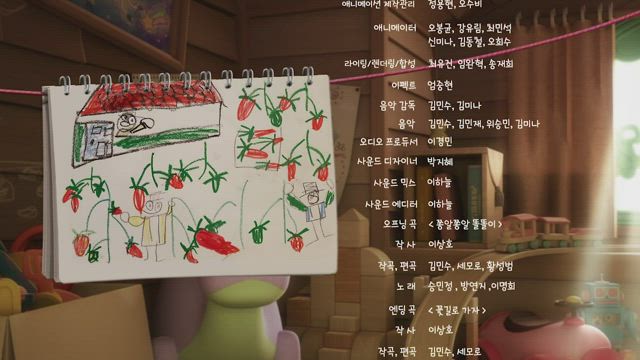 애니메이션 제작관리 정용현, 오수비
애니메이터 오봉균, 강유림, 최민석
신미나, 김동철, 오희수
라이팅/렌더링/합성 최유건, 임완혁, 송재희
이펙트 엄종현
음악 감독 김민수, 김미나
음악 김민수, 김민재, 위승민, 김미나
오디오 프로듀서 이경민
사운드 디자이너 박지혜
사운드 믹스 이하늘
사운드 에디터 이하늘
오프닝 곡 < 쫑알쫑알 똘똘이 >
작 사 이상호
작곡, 편곡 김민수, 세모로, 황성범
노 래 승민정, 방연지, 이명희
엔딩 곡 < 꽃길로 가자 >
작 사 이상호
작곡, 편곡 김민수, 세모로